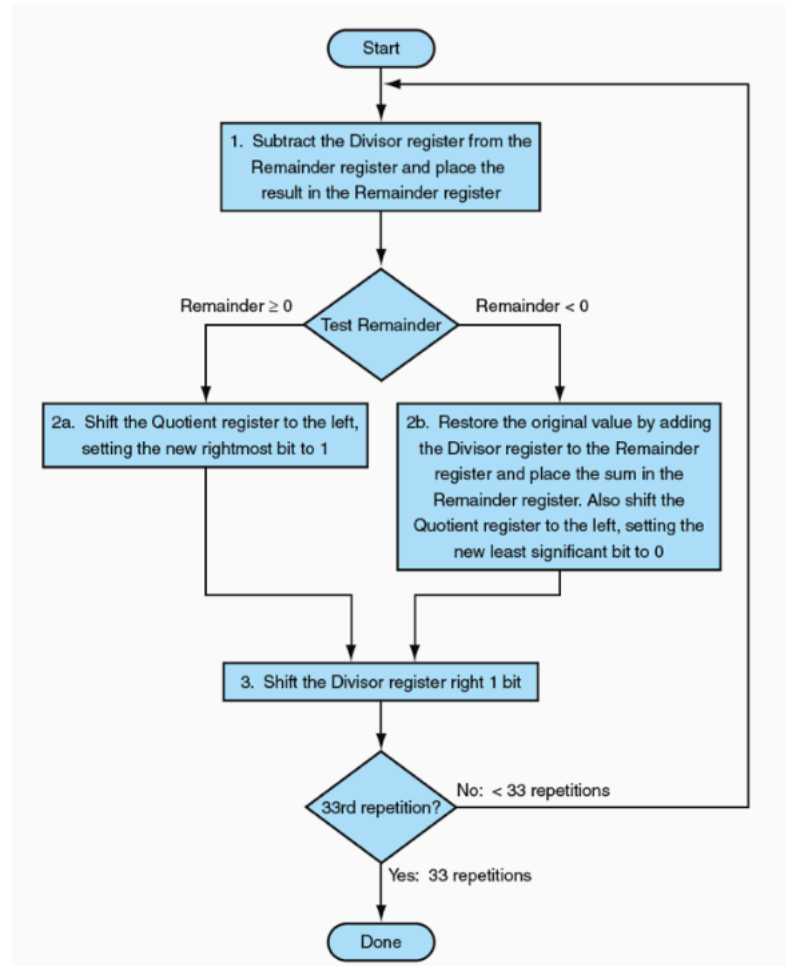 Start
1. Subtract the Divisor register from the
Remainder register and place the
result in the Remainder register
Remainder ≥ 0
Remainder < 0
Test Remainder
2a. Shift the Quotient register to the left,
setting the new rightmost bit to 1
2b. Restore the original value by adding
the Divisor register to the Remainder
register and place the sum in the
Remainder register. Also shift the
Quotient register to the left, setting the
new least significant bit to 0
3. Shift the Divisor register right 1 bit
33rd repetition?
No: < 33 repetitions
Yes: 33 repetitions
Done